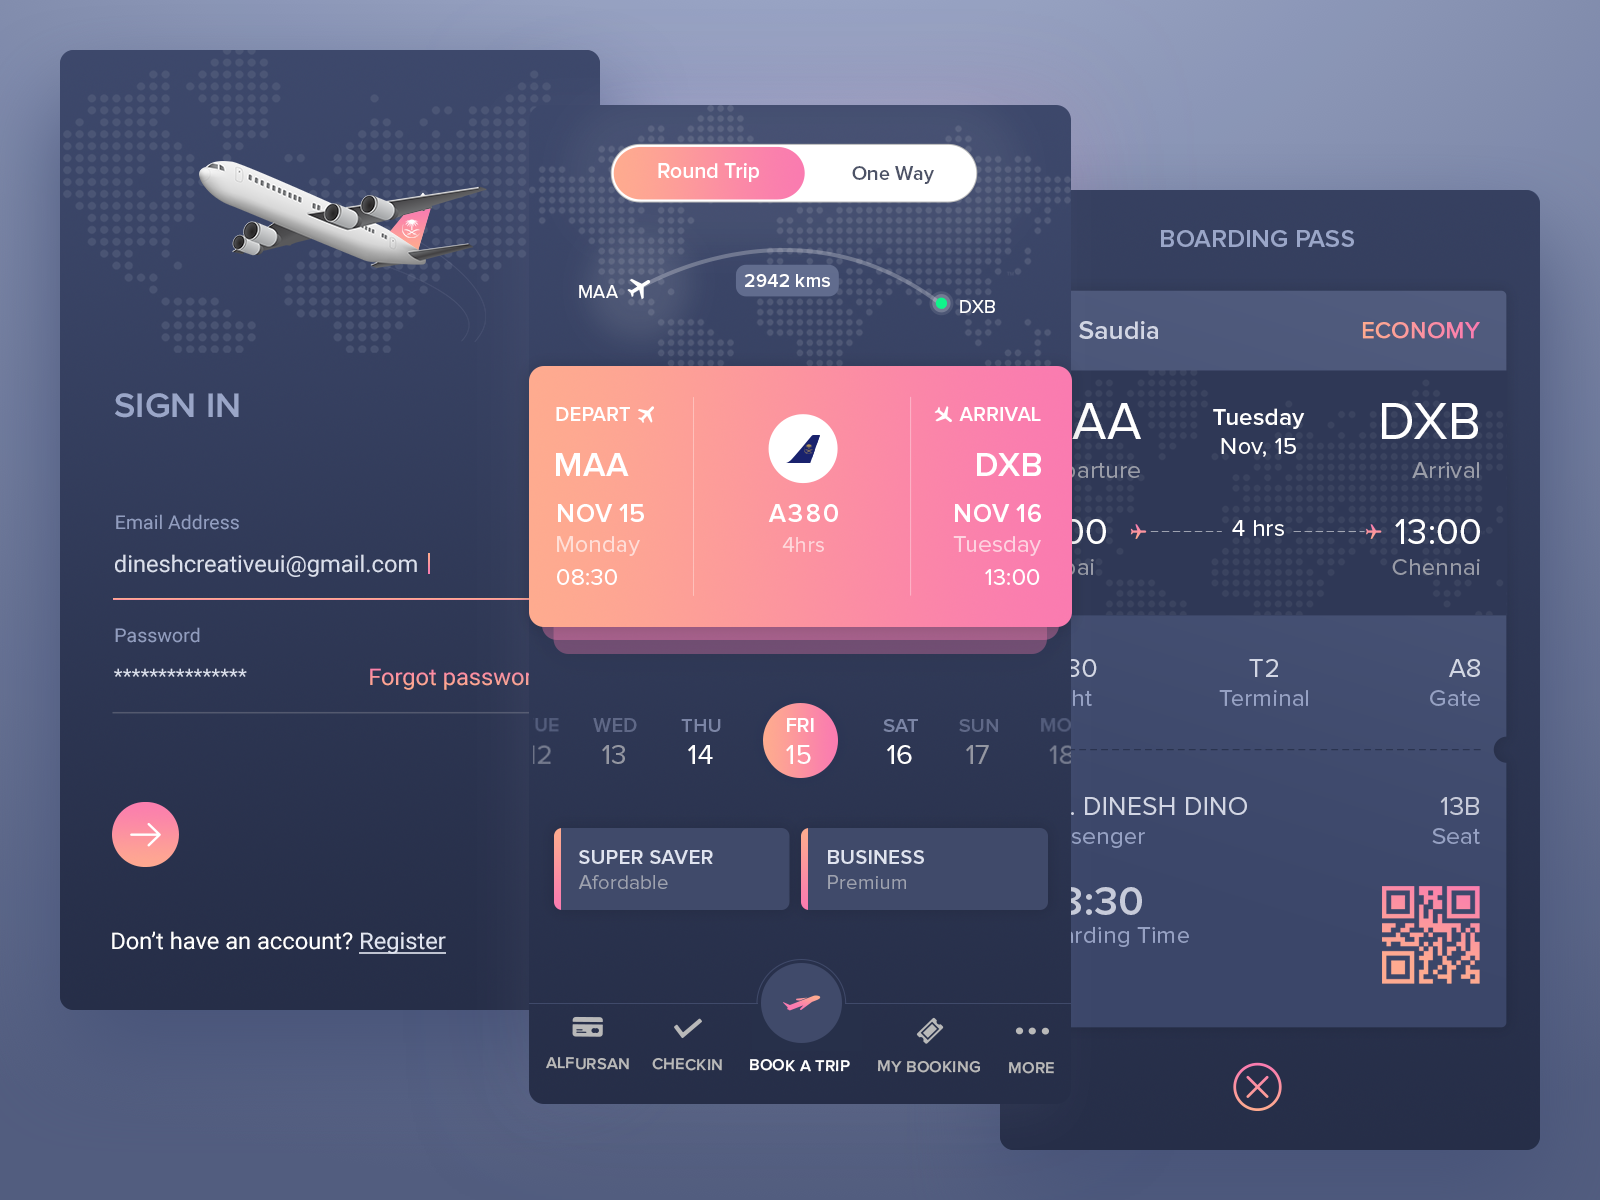 SIGN IN
Email Address
dineshcreativeui@gmail.com
Password
***************
Forgot passwor
Don't have an account? Register
Round Trip
One Way
MAA
2942 kms
DXB
DEPART
MAA
NOV 15
Monday
08:30
A380
4hrs
ARRIVAL
DXB
NOV 16
Tuesday
13:00
UE WED THU FRI SAT SUN MO
12 13 14 15 16 17 18
SUPER SAVER
Afordable
BUSINESS
Premium
ALFURSAN
CHECKIN
BOOK A TRIP
MY BOOKING
MORE
BOARDING PASS
Saudia
ECONOMY
AA
Tuesday
Nov, 15
DXB
parture
Arrival
00
4 hrs
13:00
bai
Chennai
80
T2
A8
ht
Terminal
Gate
. DINESH DINO
13B
senger
Seat
8:30
arding Time